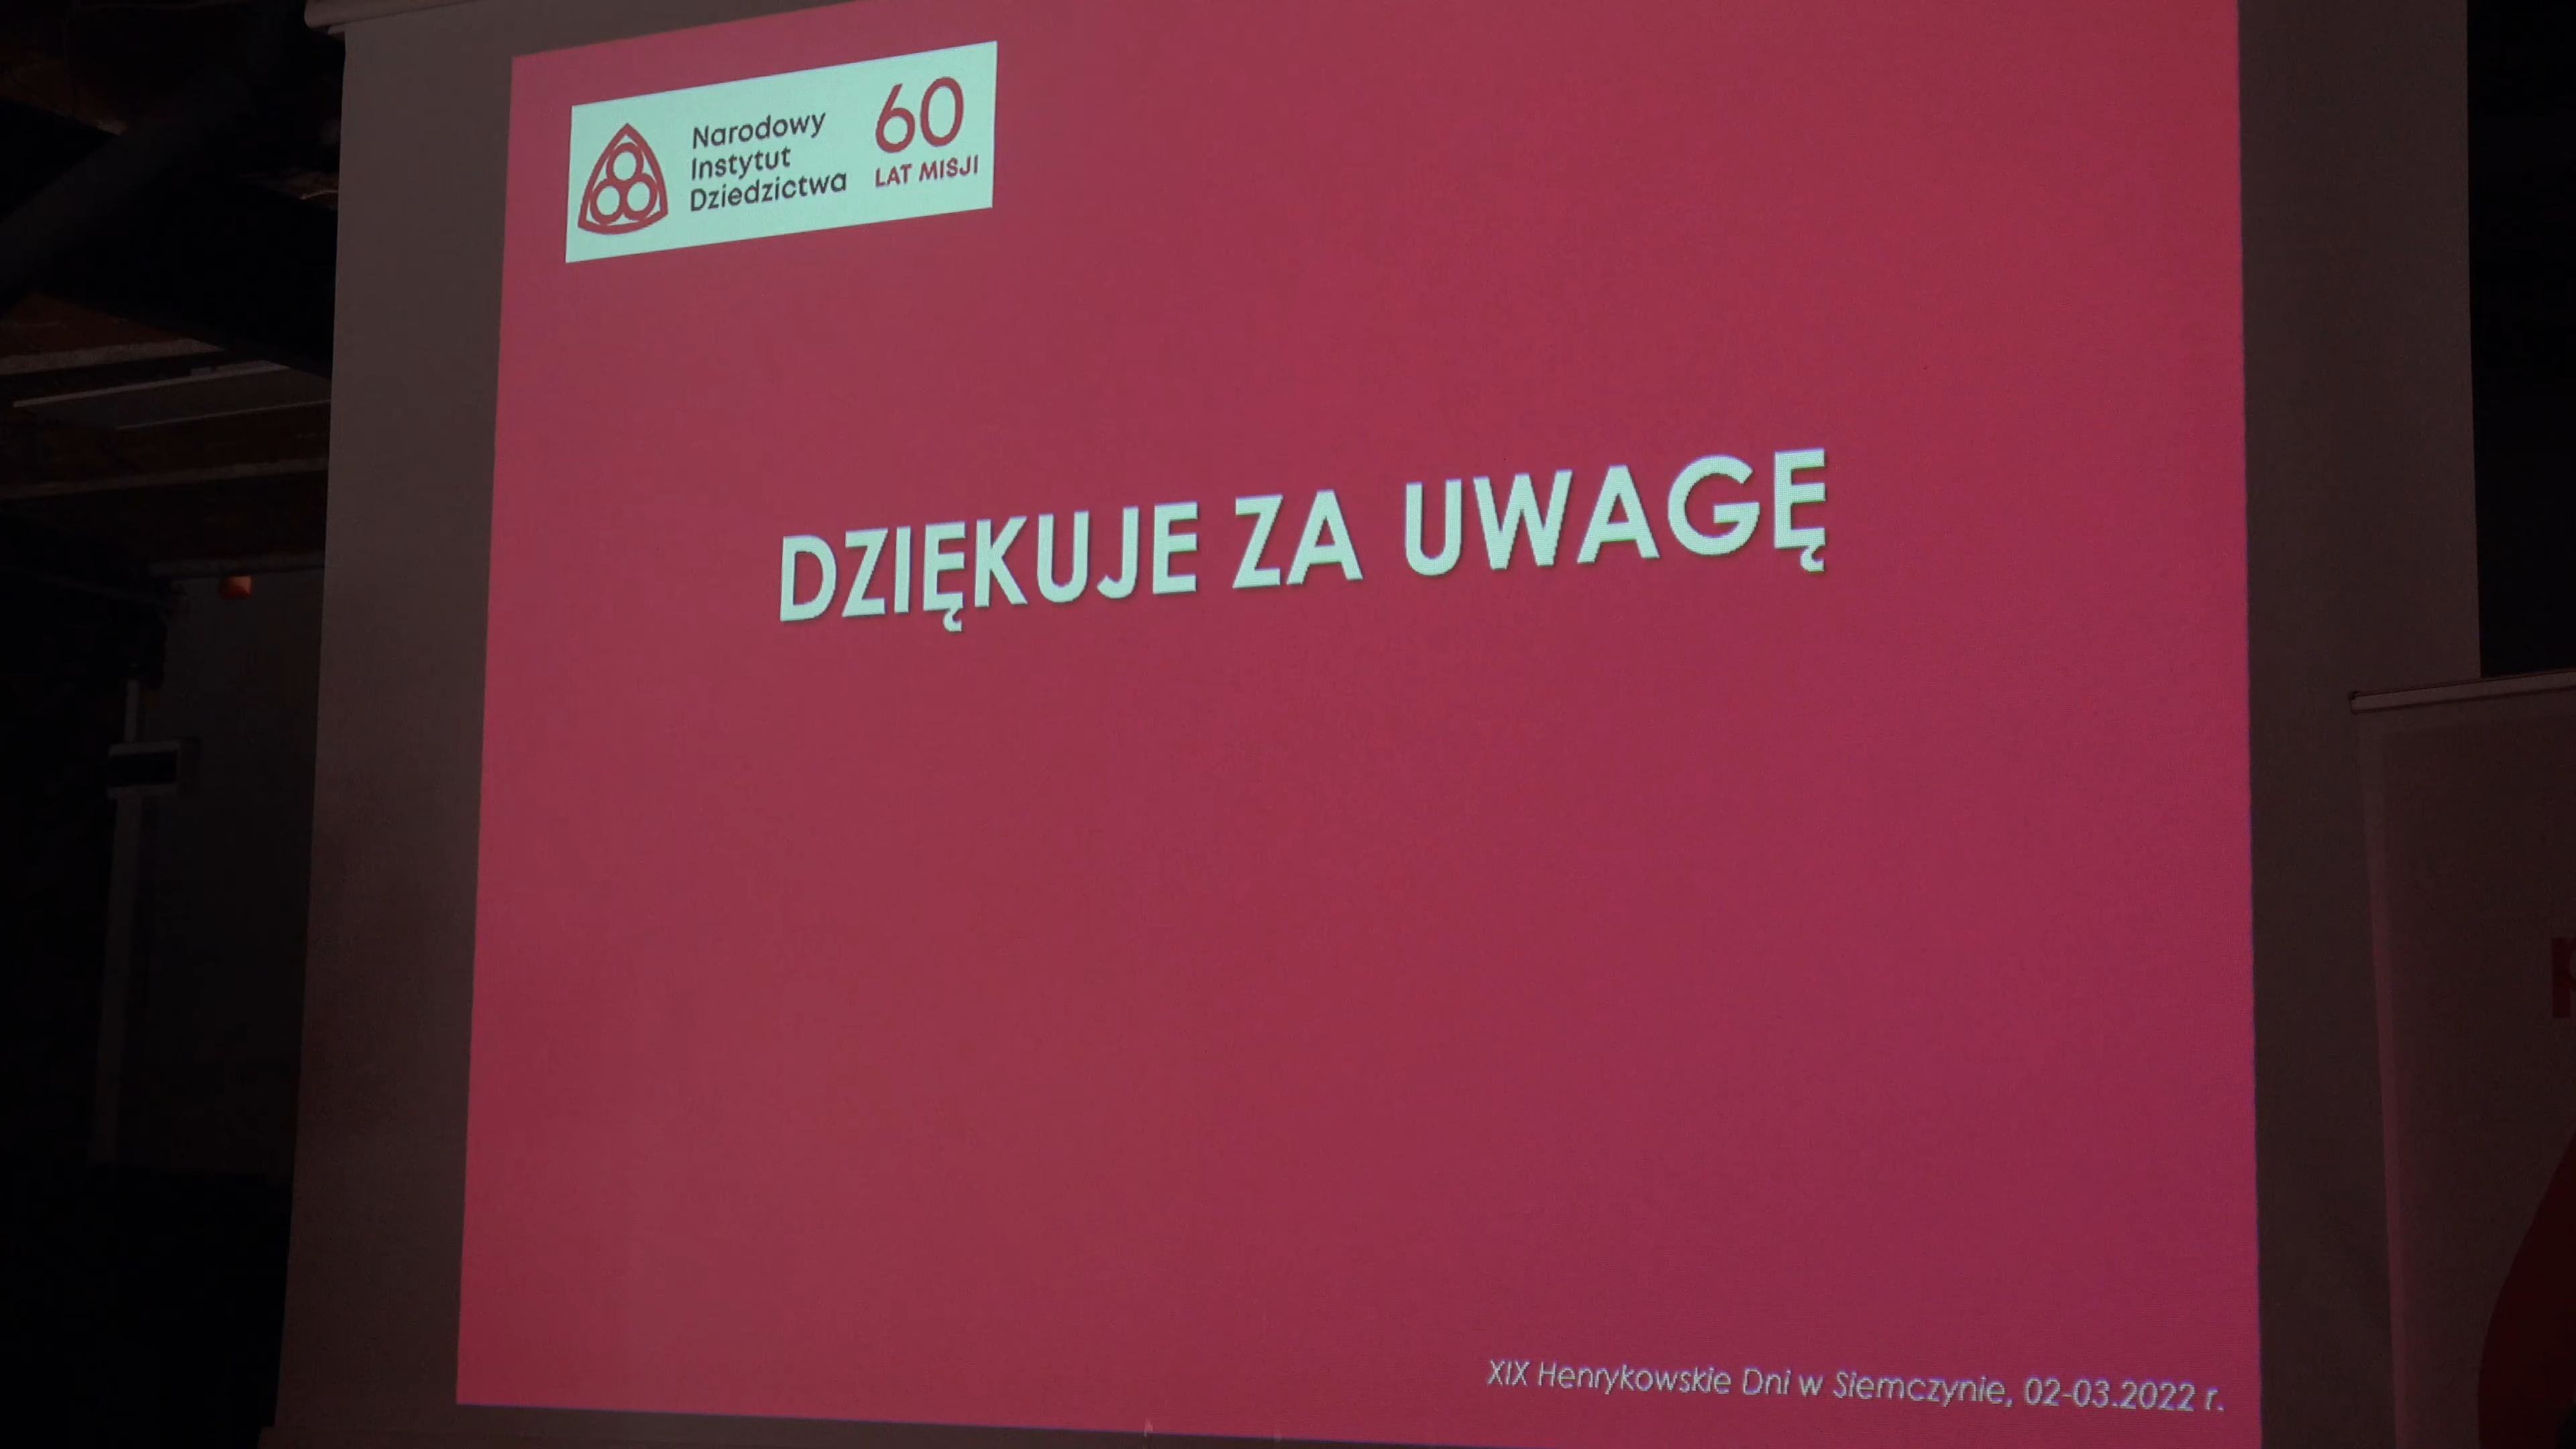 Narodowy
Instytut
Dziedzictwa
60
LAT MISJI
DZIĘKUJE ZA UWAGĘ
XIX Henrykowskie Dni w Siemczynie, 02-03.2022 r.